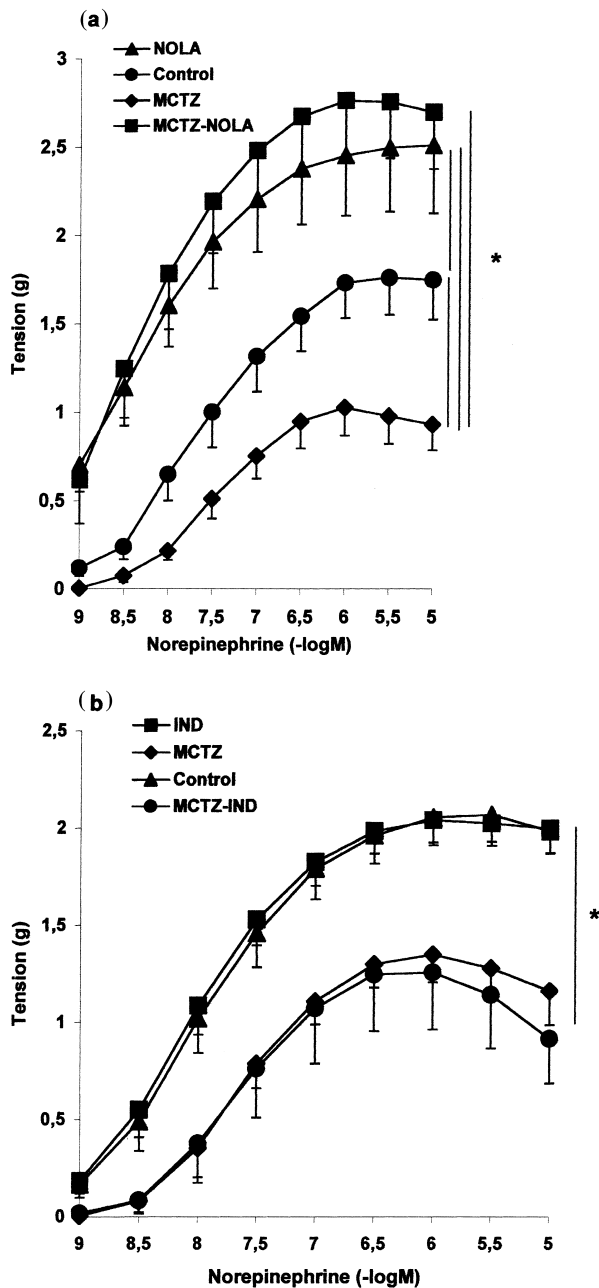 (a)
NOLA
Control
MCTZ
MCTZ-NOLA
3
2,5
2
1,5
1
0,5
0
Tension (g)
*
9 8,5 8 7,5 7 6,5 6 5,5 5
Norepinephrine (-logM)
(b)
IND
MCTZ
Control
MCTZ-IND
2,5
2
1,5
1
0,5
0
Tension (g)
*
9 8,5 8 7,5 7 6,5 6 5,5 5
Norepinephrine (-logM)